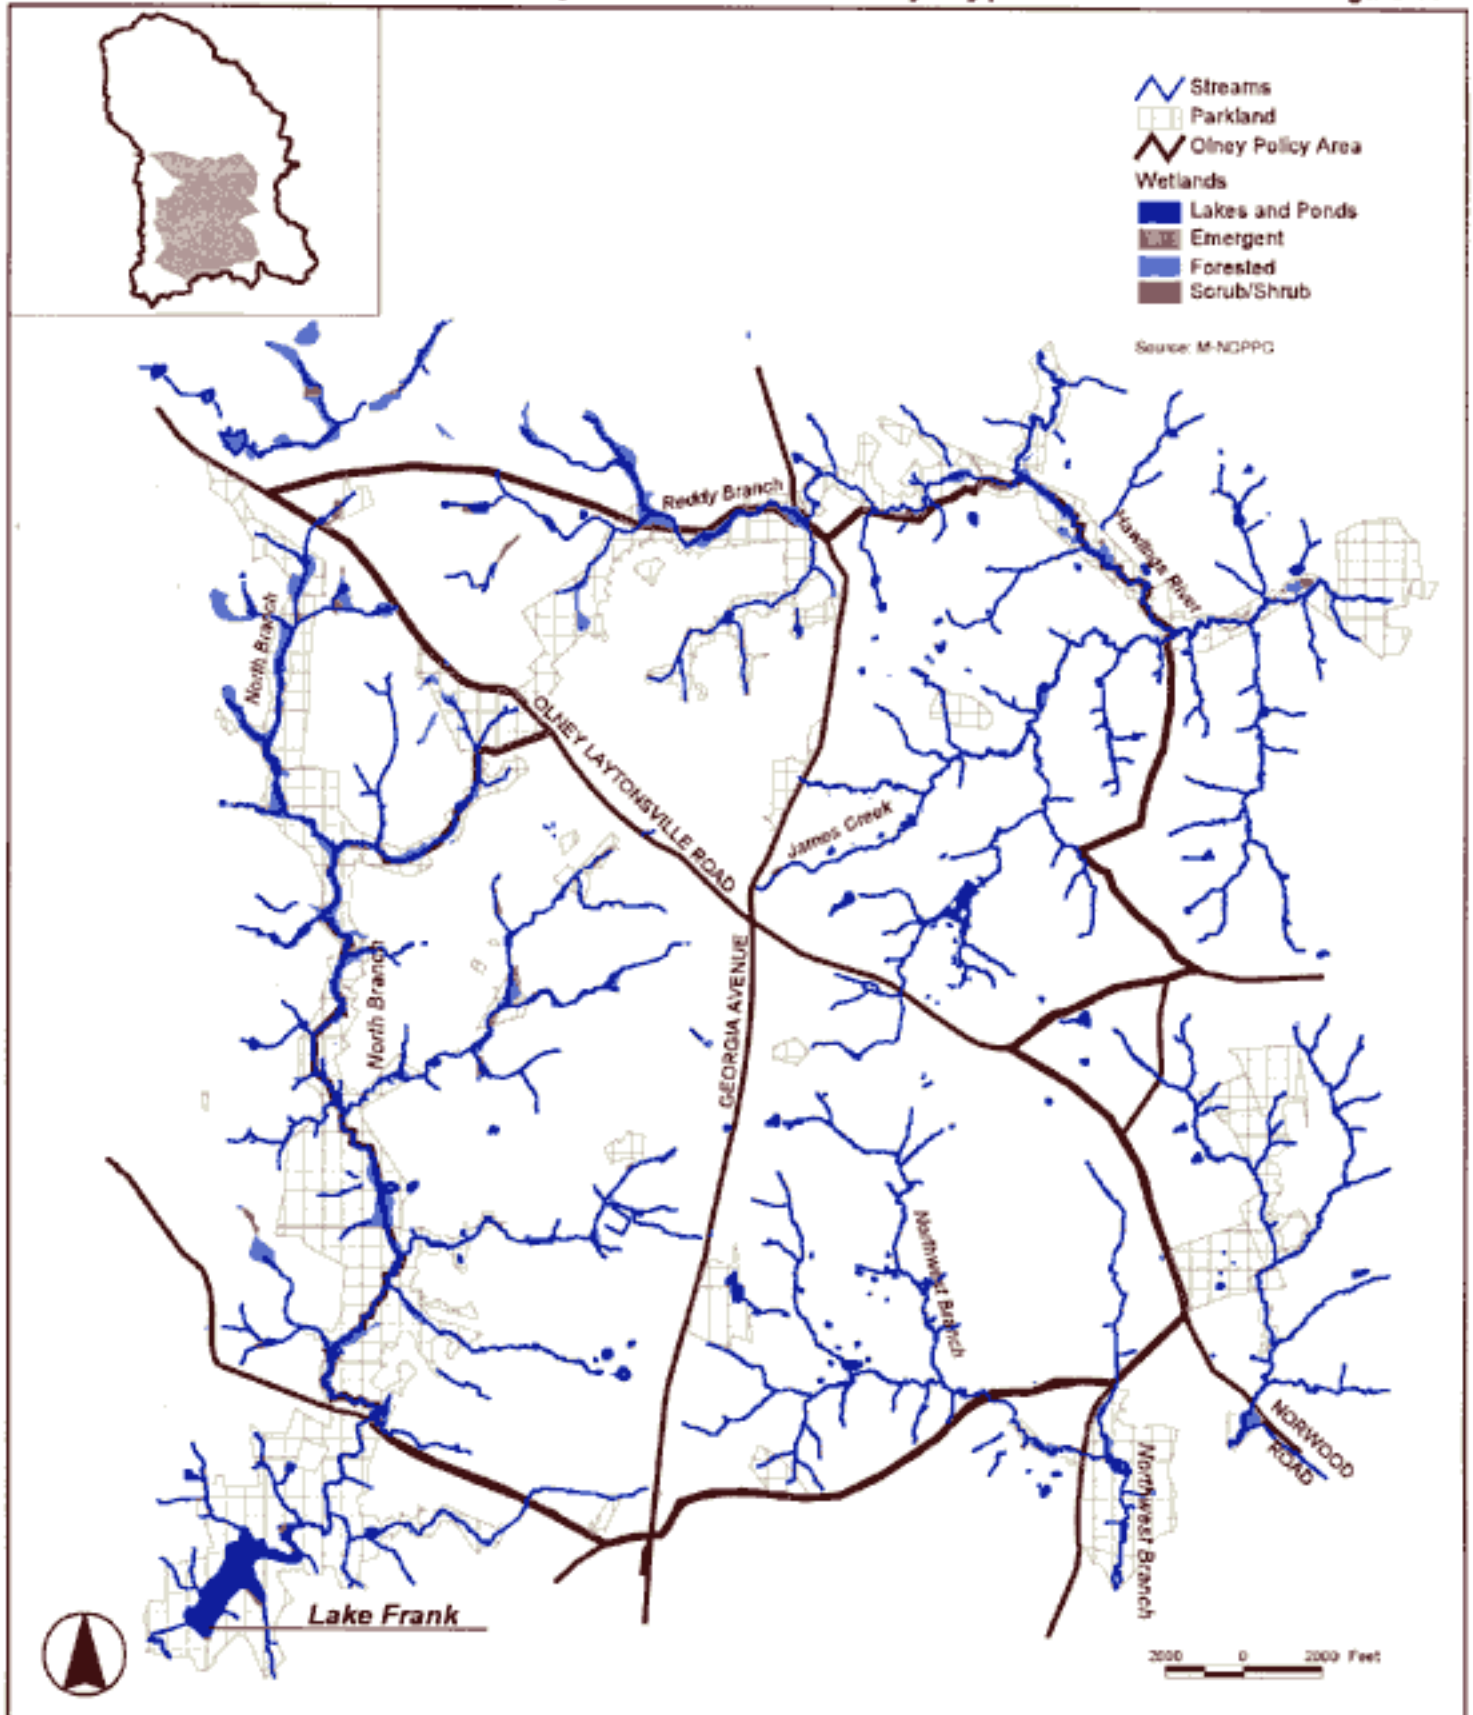 Streams
Parkland
Olney Policy Area
Wetlands
Lakes and Ponds
Emergent
Forested
Scrub/Shrub
Source: M-NCPPC
Reddy Branch
Hawlings River
North Branch
OLNEY LAYTONSVILLE ROAD
James Creek
North Branch
GEORGIA AVENUE
Northwest Branch
NORWOOD
ROAD
Northwest Branch
Lake Frank
2000 0 2000 Feet